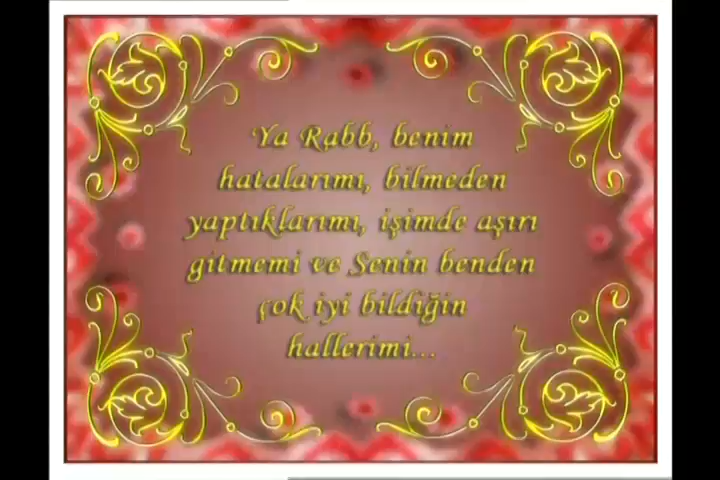 Ya Rabb, benim
hatalarımı, bilmeden
yaptıklarımı, işimde aşırı
gitmemi ve Senin benden
çok iyi bildiğin
hallerimi...